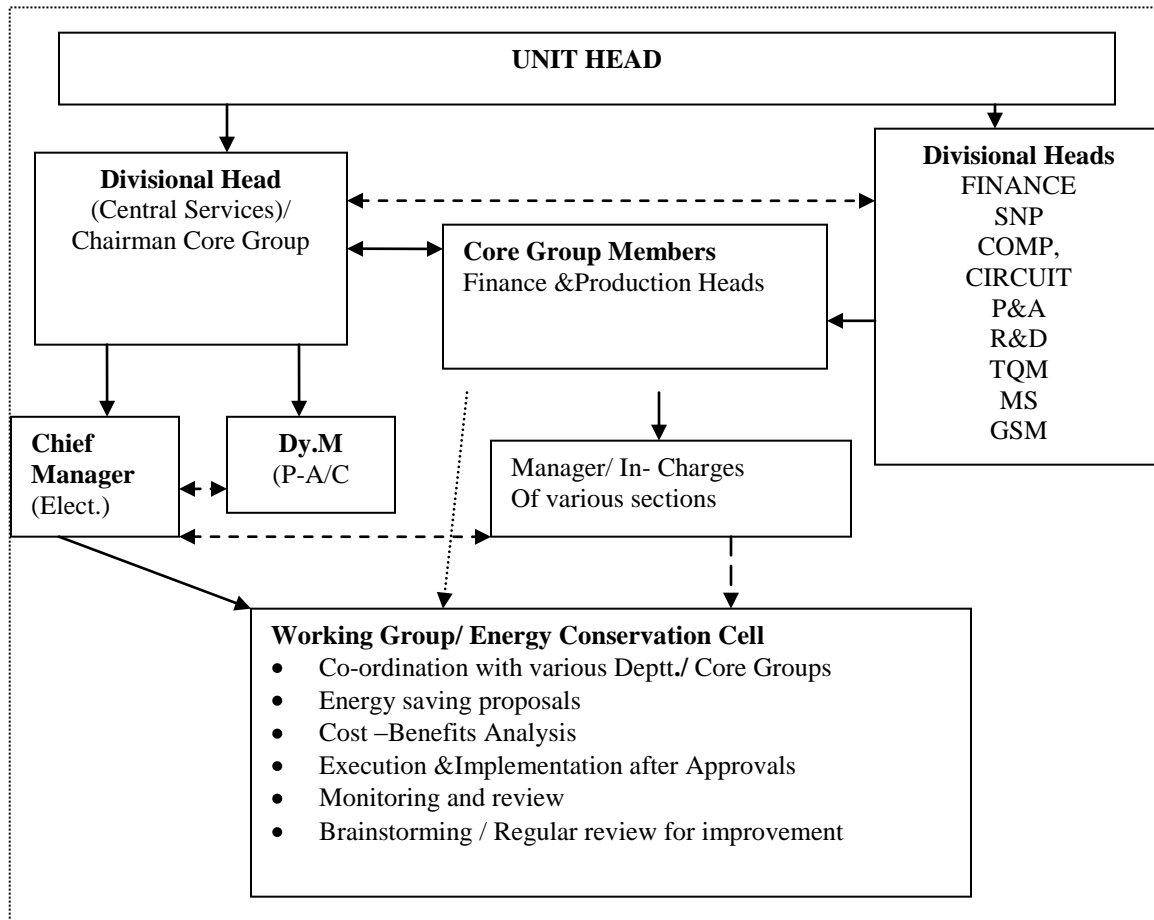 UNIT HEAD
Divisional Head
(Central Services)/
Chairman Core Group
Divisional Heads
FINANCE
SNP
COMP,
CIRCUIT
P&A
R&D
TQM
MS
GSM
Core Group Members
Finance &Production Heads
Chief
Manager
(Elect.)
Dy.M
(P-A/C
Manager/ In- Charges
Of various sections
Working Group/ Energy Conservation Cell
• Co-ordination with various Deptt./ Core Groups
• Energy saving proposals
• Cost –Benefits Analysis
• Execution &Implementation after Approvals
• Monitoring and review
• Brainstorming / Regular review for improvement